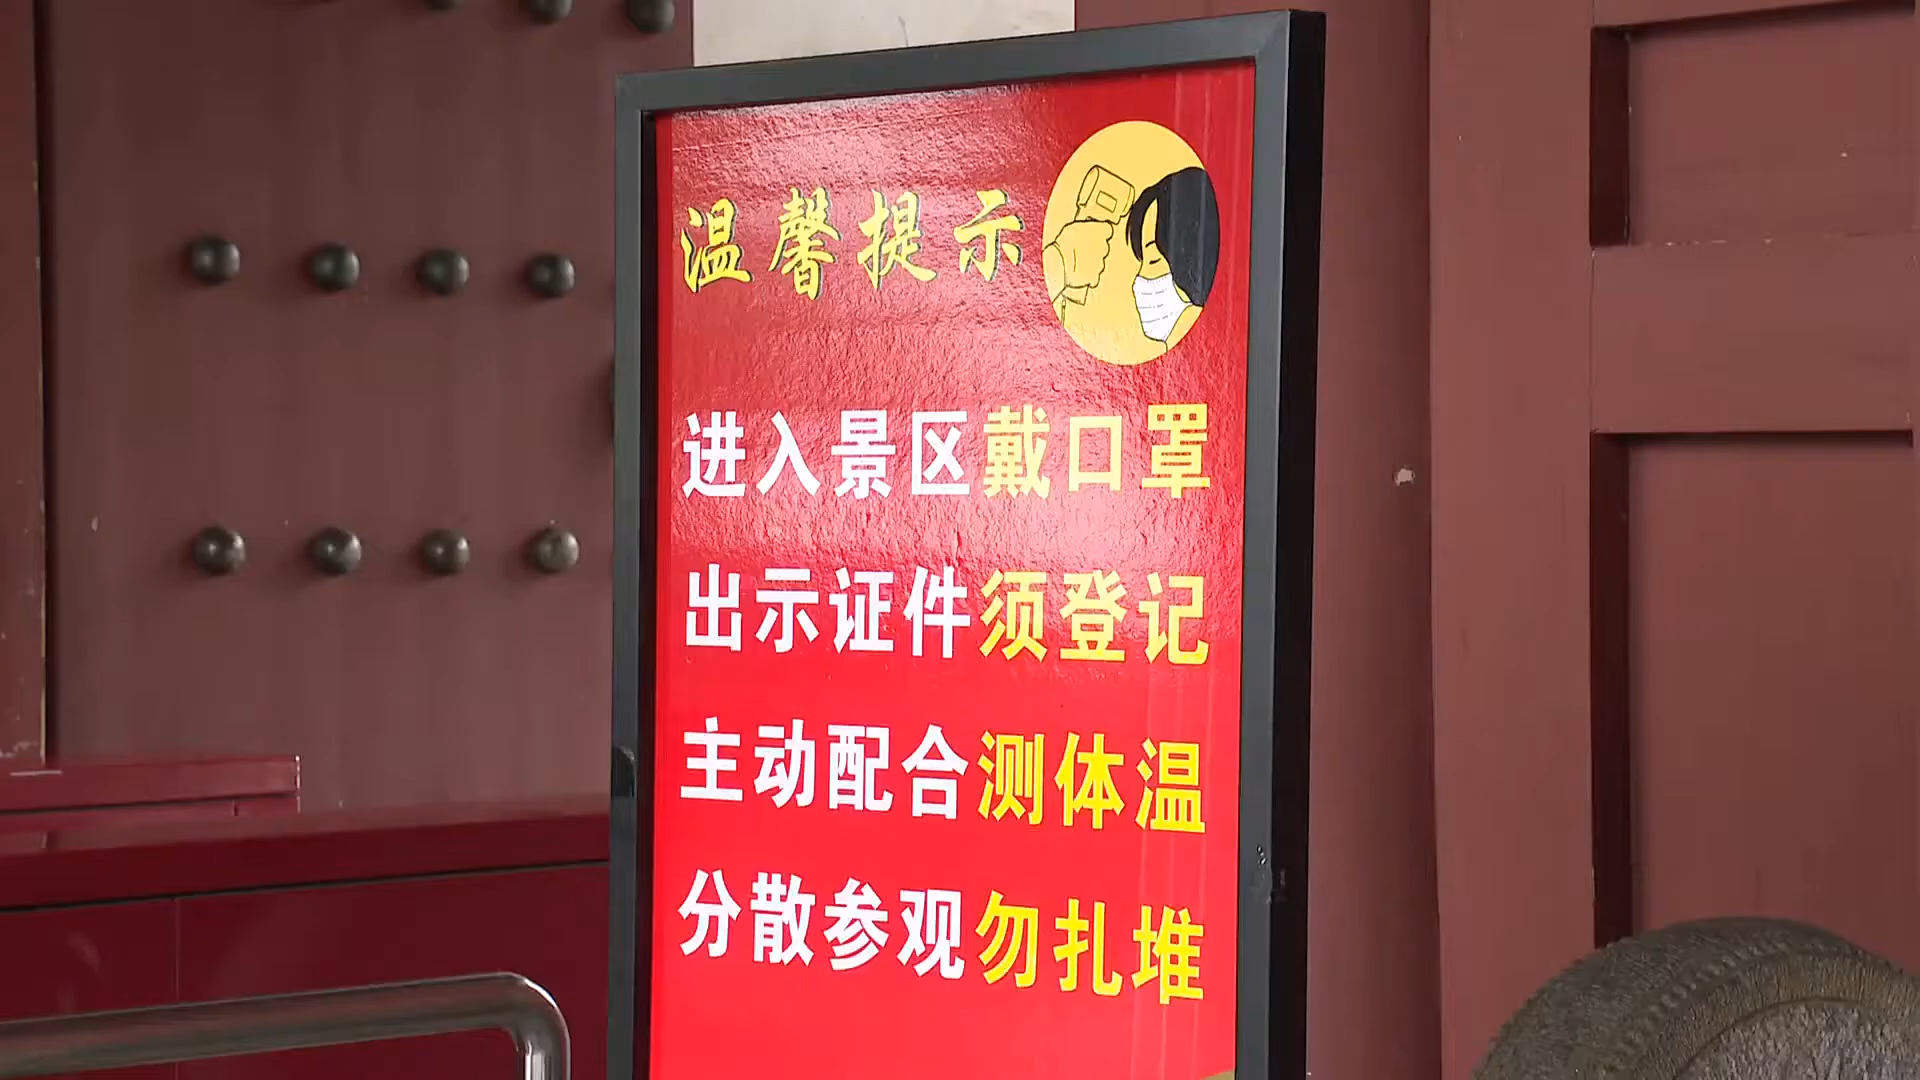 温馨提示
进入景区戴口罩
出示证件须登记
主动配合测体温
分散参观勿扎堆